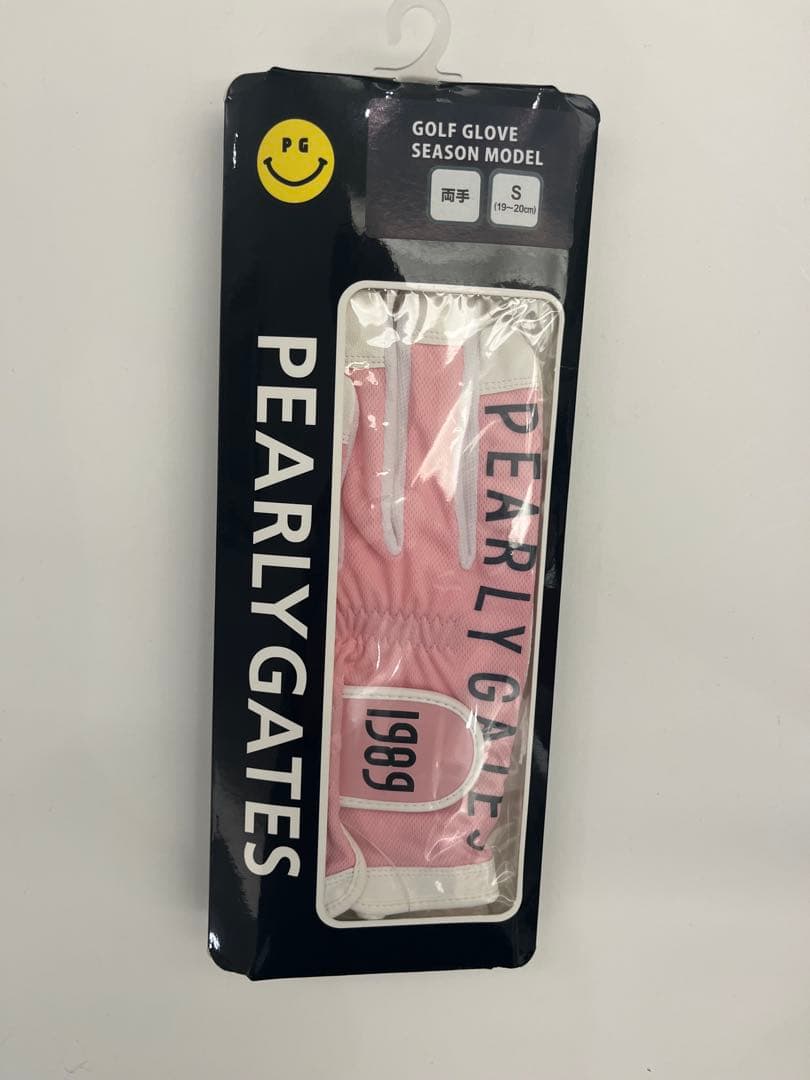 PG
GOLF GLOVE
SEASON MODEL
両手
S
(19~20cm)
PEARLY GATES
PEARLY GATES
1989